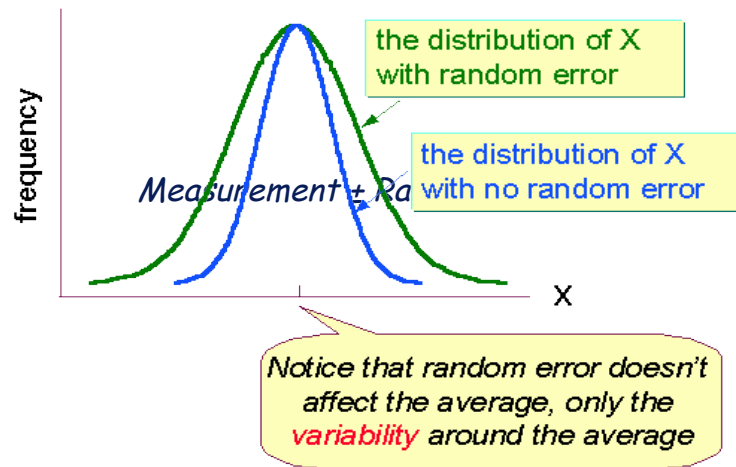 the distribution of X
with random error
frequency
the distribution of X
with no random error
Measurement ±
X
Notice that random error doesn't
affect the average, only the
variability around the average